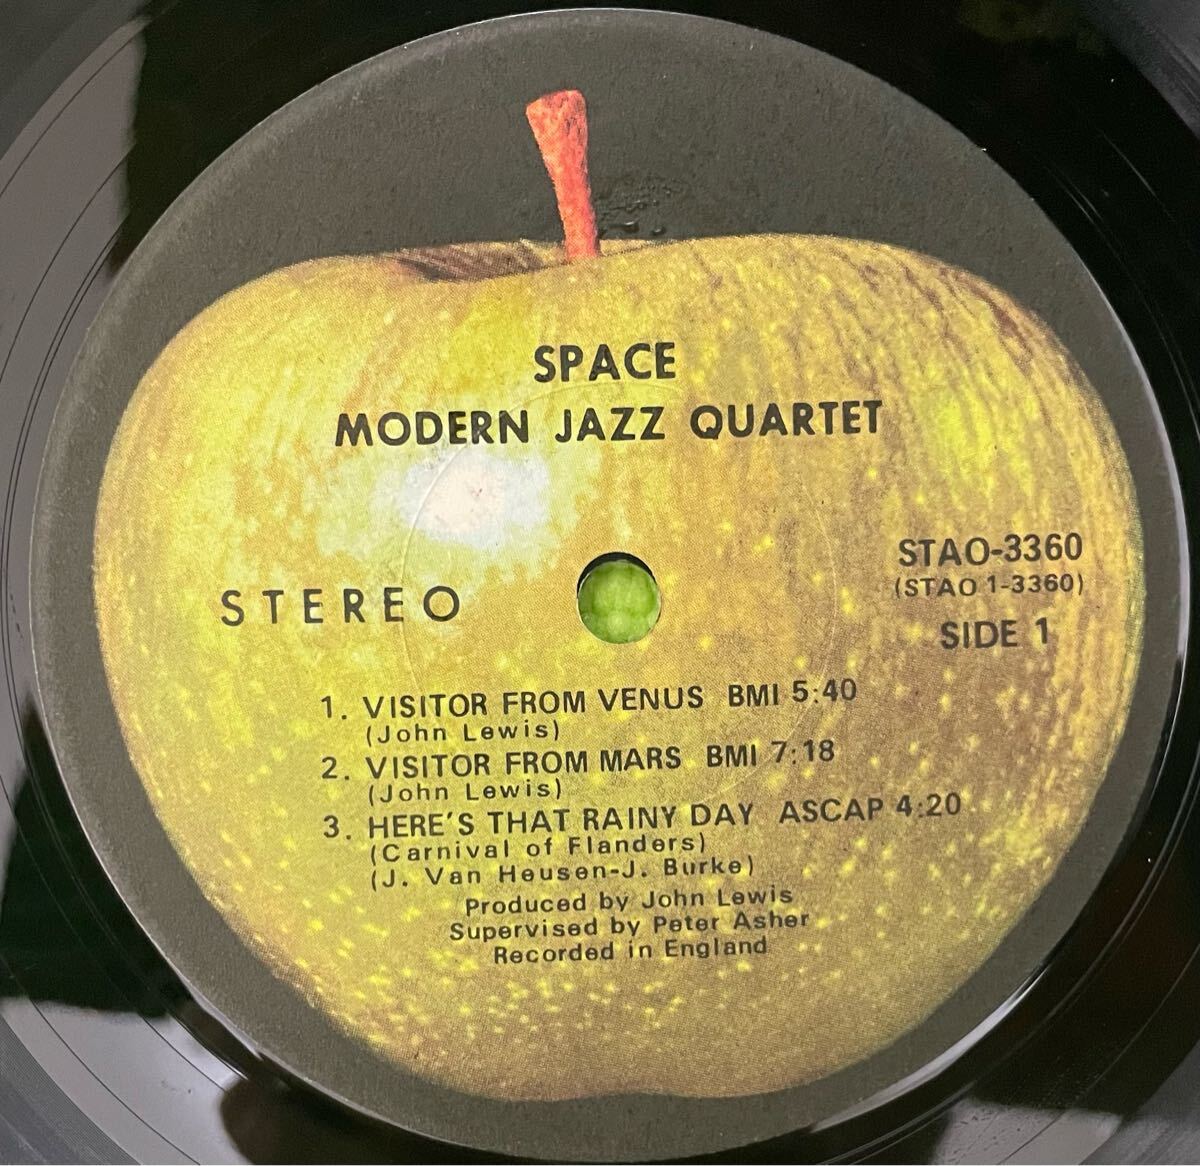 SPACE
MODERN JAZZ QUARTET
STEREO
STAO-3360
(STAO 1-3360)
SIDE 1
1. VISITOR FROM VENUS BMI 5:40
(John Lewis)
2. VISITOR FROM MARS BMI 7:18
(John Lewis)
3. HERE'S THAT RAINY DAY ASCAP 4:20
(Carnival of Flanders)
(J. Van Heusen-J. Burke)
Produced by John Lewis
Supervised by Peter Asher
Recorded in England